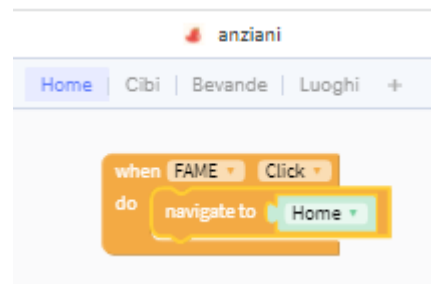 anziani
Home | Cibi | Bevande | Luoghi +
when FAME Click
do navigate to Home